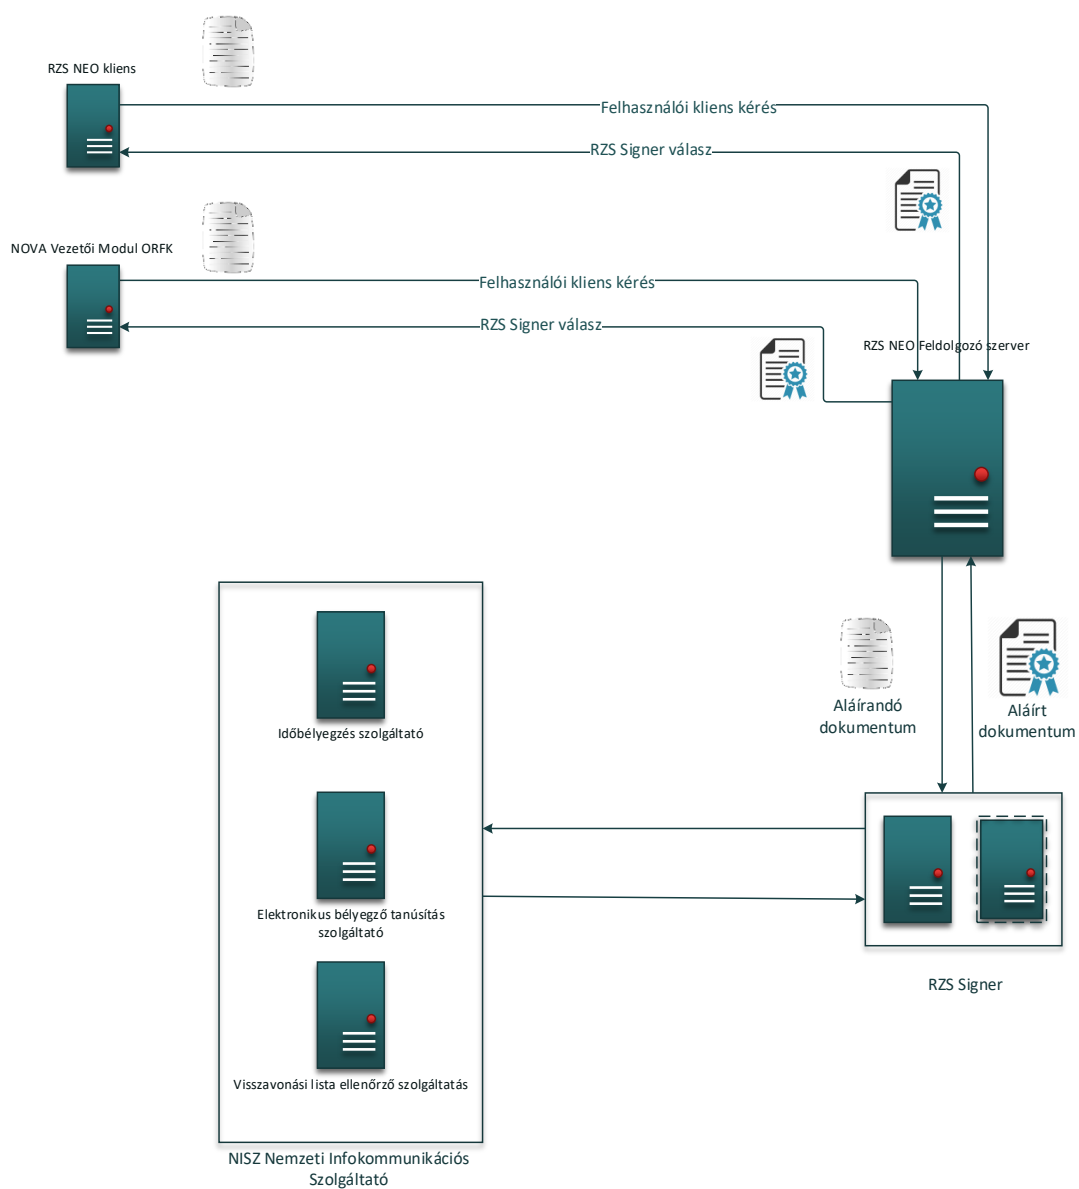 RZS NEO kliens
Felhasználói kliens kérés
RZS Signer válasz
NOVA Vezetői Modul ORFK
Felhasználói kliens kérés
RZS Signer válasz
RZS NEO Feldolgozó szerver
Aláírandó
dokumentum
Aláírt
dokumentum
Időbélyegzés szolgáltató
Elektronikus bélyegző tanúsítás
szolgáltató
RZS Signer
Visszavonási lista ellenőrző szolgáltatás
NISZ Nemzeti Infokommunikációs
Szolgáltató